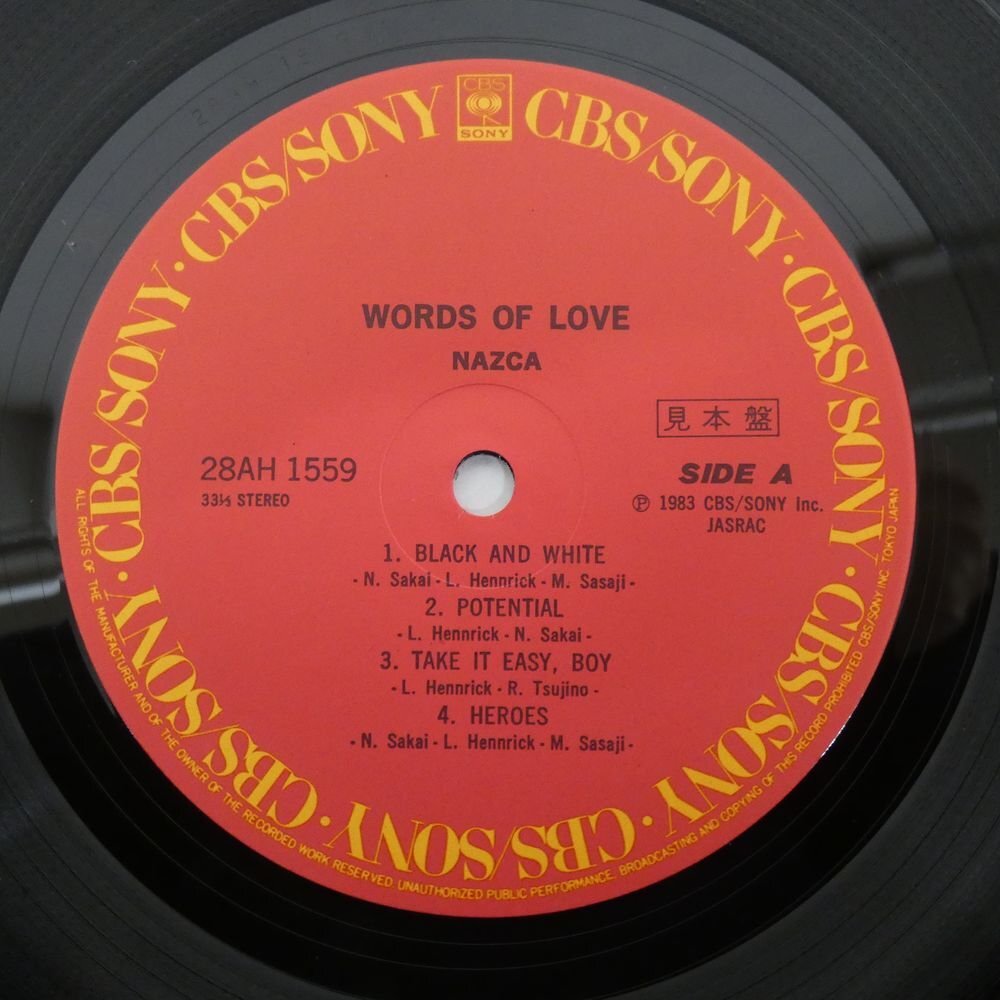 CBS
SONY
CBS/SONY · CBS/SONY · CBS/SONY · CBS/SONY · CBS/SONY · CBS/SONY · CBS/SONY · CBS/SONY · CBS/SONY
WORDS OF LOVE
NAZCA
見本盤
28AH 1559
33⅓ STEREO
SIDE A
Ⓟ 1983 CBS/SONY Inc.
JASRAC
1. BLACK AND WHITE
- N. Sakai - L. Hennrick - M. Sasaji -
2. POTENTIAL
- L. Hennrick - N. Sakai -
3. TAKE IT EASY, BOY
- L. Hennrick - R. Tsujino -
4. HEROES
- N. Sakai - L. Hennrick - M. Sasaji -
ALL RIGHTS OF THE MANUFACTURER AND OF THE OWNER OF THE RECORDED WORK RESERVED. UNAUTHORIZED PUBLIC PERFORMANCE, BROADCASTING AND COPYING OF THIS RECORD PROHIBITED CBS/SONY INC. TOKYO JAPAN